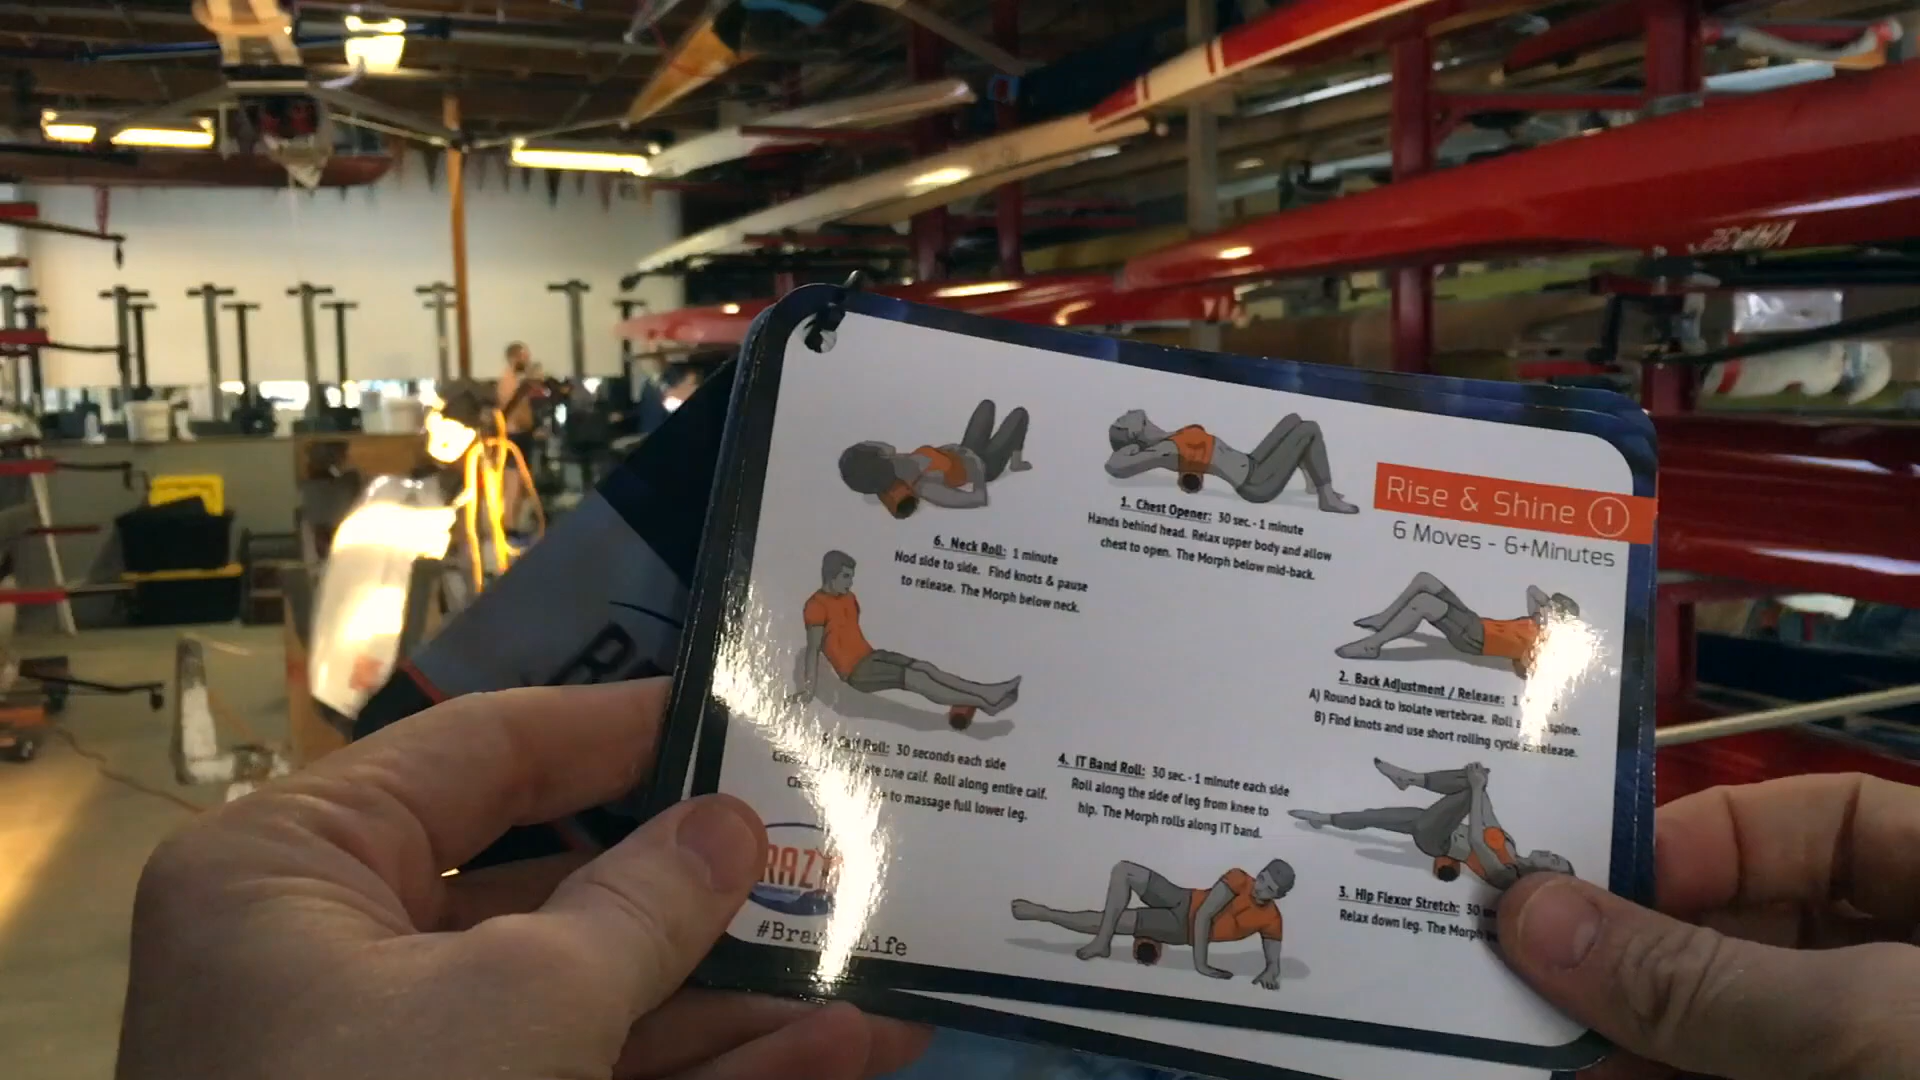 Rise & Shine 1
6 Moves - 6+Minutes
1. Chest Opener: 30 sec. - 1 minute
Hands behind head. Relax upper body and allow
chest to open. The Morph below mid-back.
2. Back Adjustment / Release: 1
A) Round back to isolate vertebrae. Roll spine.
B) Find knots and use short rolling cycle to release.
3. Hip Flexor Stretch: 30
Relax down leg. The Morph
4. IT Band Roll: 30 sec. - 1 minute each side
Roll along the side of leg from knee to
hip. The Morph rolls along IT band.
5. Calf Roll: 30 seconds each side
one calf. Roll along entire calf.
to massage full lower leg.
6. Neck Roll: 1 minute
Nod side to side. Find knots & pause
to release. The Morph below neck.